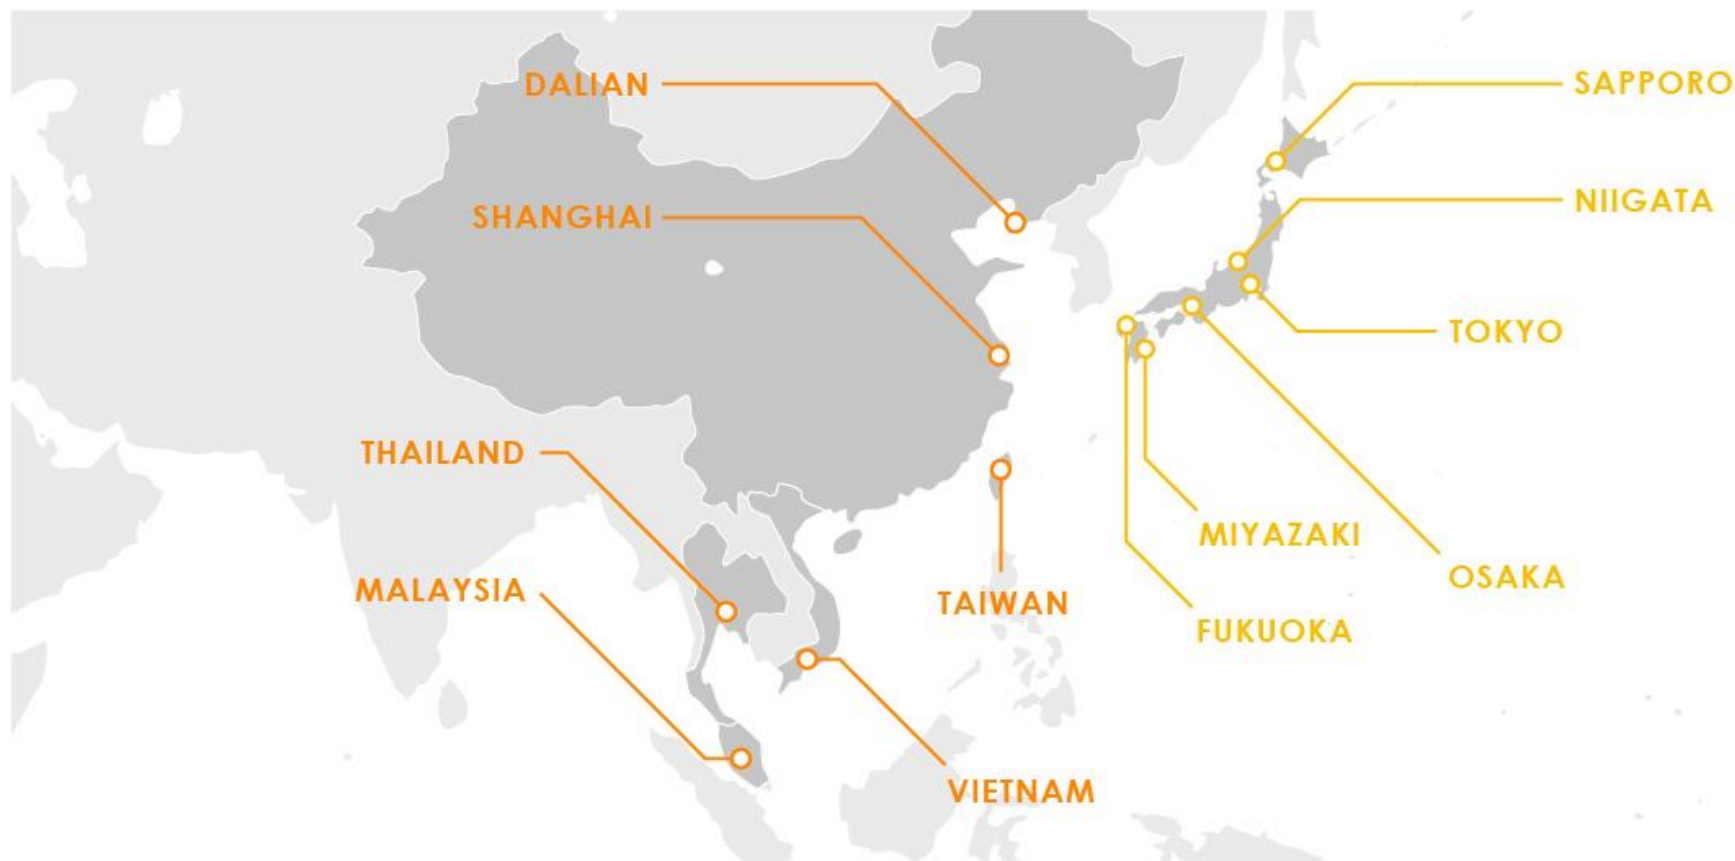 DALIAN
SAPPORO
SHANGHAI
NIIGATA
TOKYO
THAILAND
MIYAZAKI
OSAKA
MALAYSIA
TAIWAN
FUKUOKA
VIETNAM